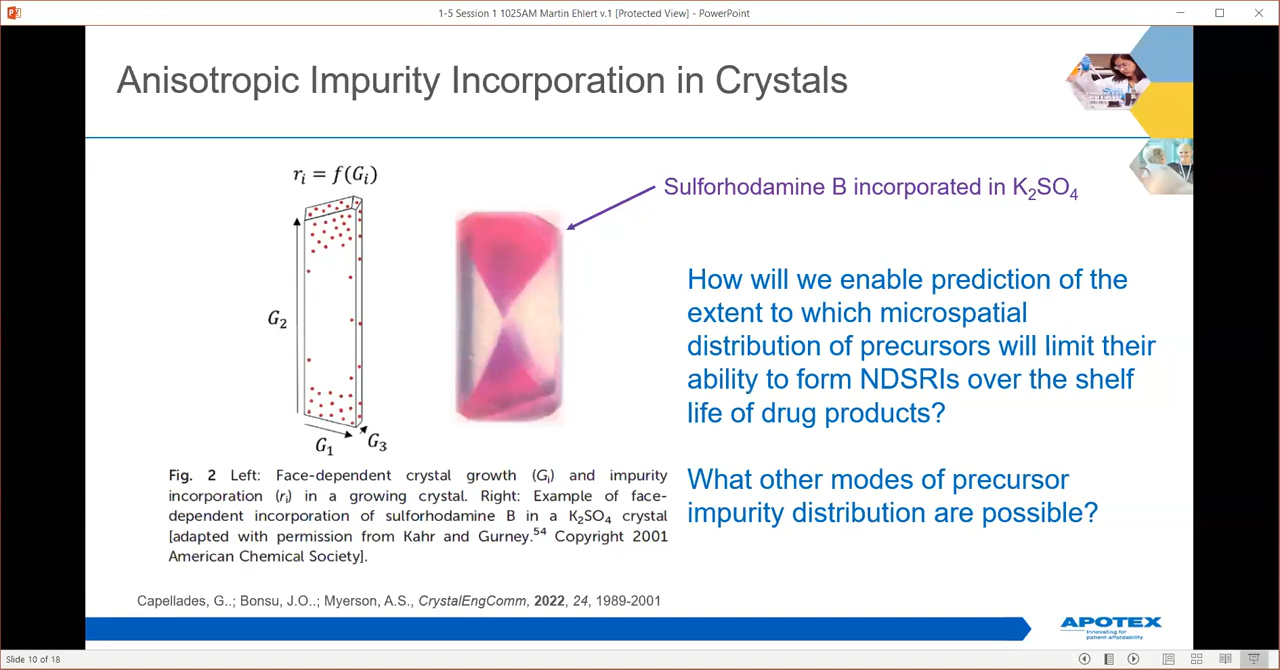 1-5 Session 1 1025AM Martin Ehlert v.1 [Protected View] - PowerPoint
Anisotropic Impurity Incorporation in Crystals
rᵢ = f(Gᵢ)
G₂
G₁
G₃
Sulforhodamine B incorporated in K₂SO₄
How will we enable prediction of the
extent to which microspatial
distribution of precursors will limit their
ability to form NDSRIs over the shelf
life of drug products?
What other modes of precursor
impurity distribution are possible?
Fig. 2 Left: Face-dependent crystal growth (Gᵢ) and impurity
incorporation (rᵢ) in a growing crystal. Right: Example of face-
dependent incorporation of sulforhodamine B in a K₂SO₄ crystal
[adapted with permission from Kahr and Gurney.⁵⁴ Copyright 2001
American Chemical Society].
Capellades, G..; Bonsu, J.O..; Myerson, A.S., CrystEngComm, 2022, 24, 1989-2001
APOTEX
Innovating for
patient affordability
Slide 10 of 18